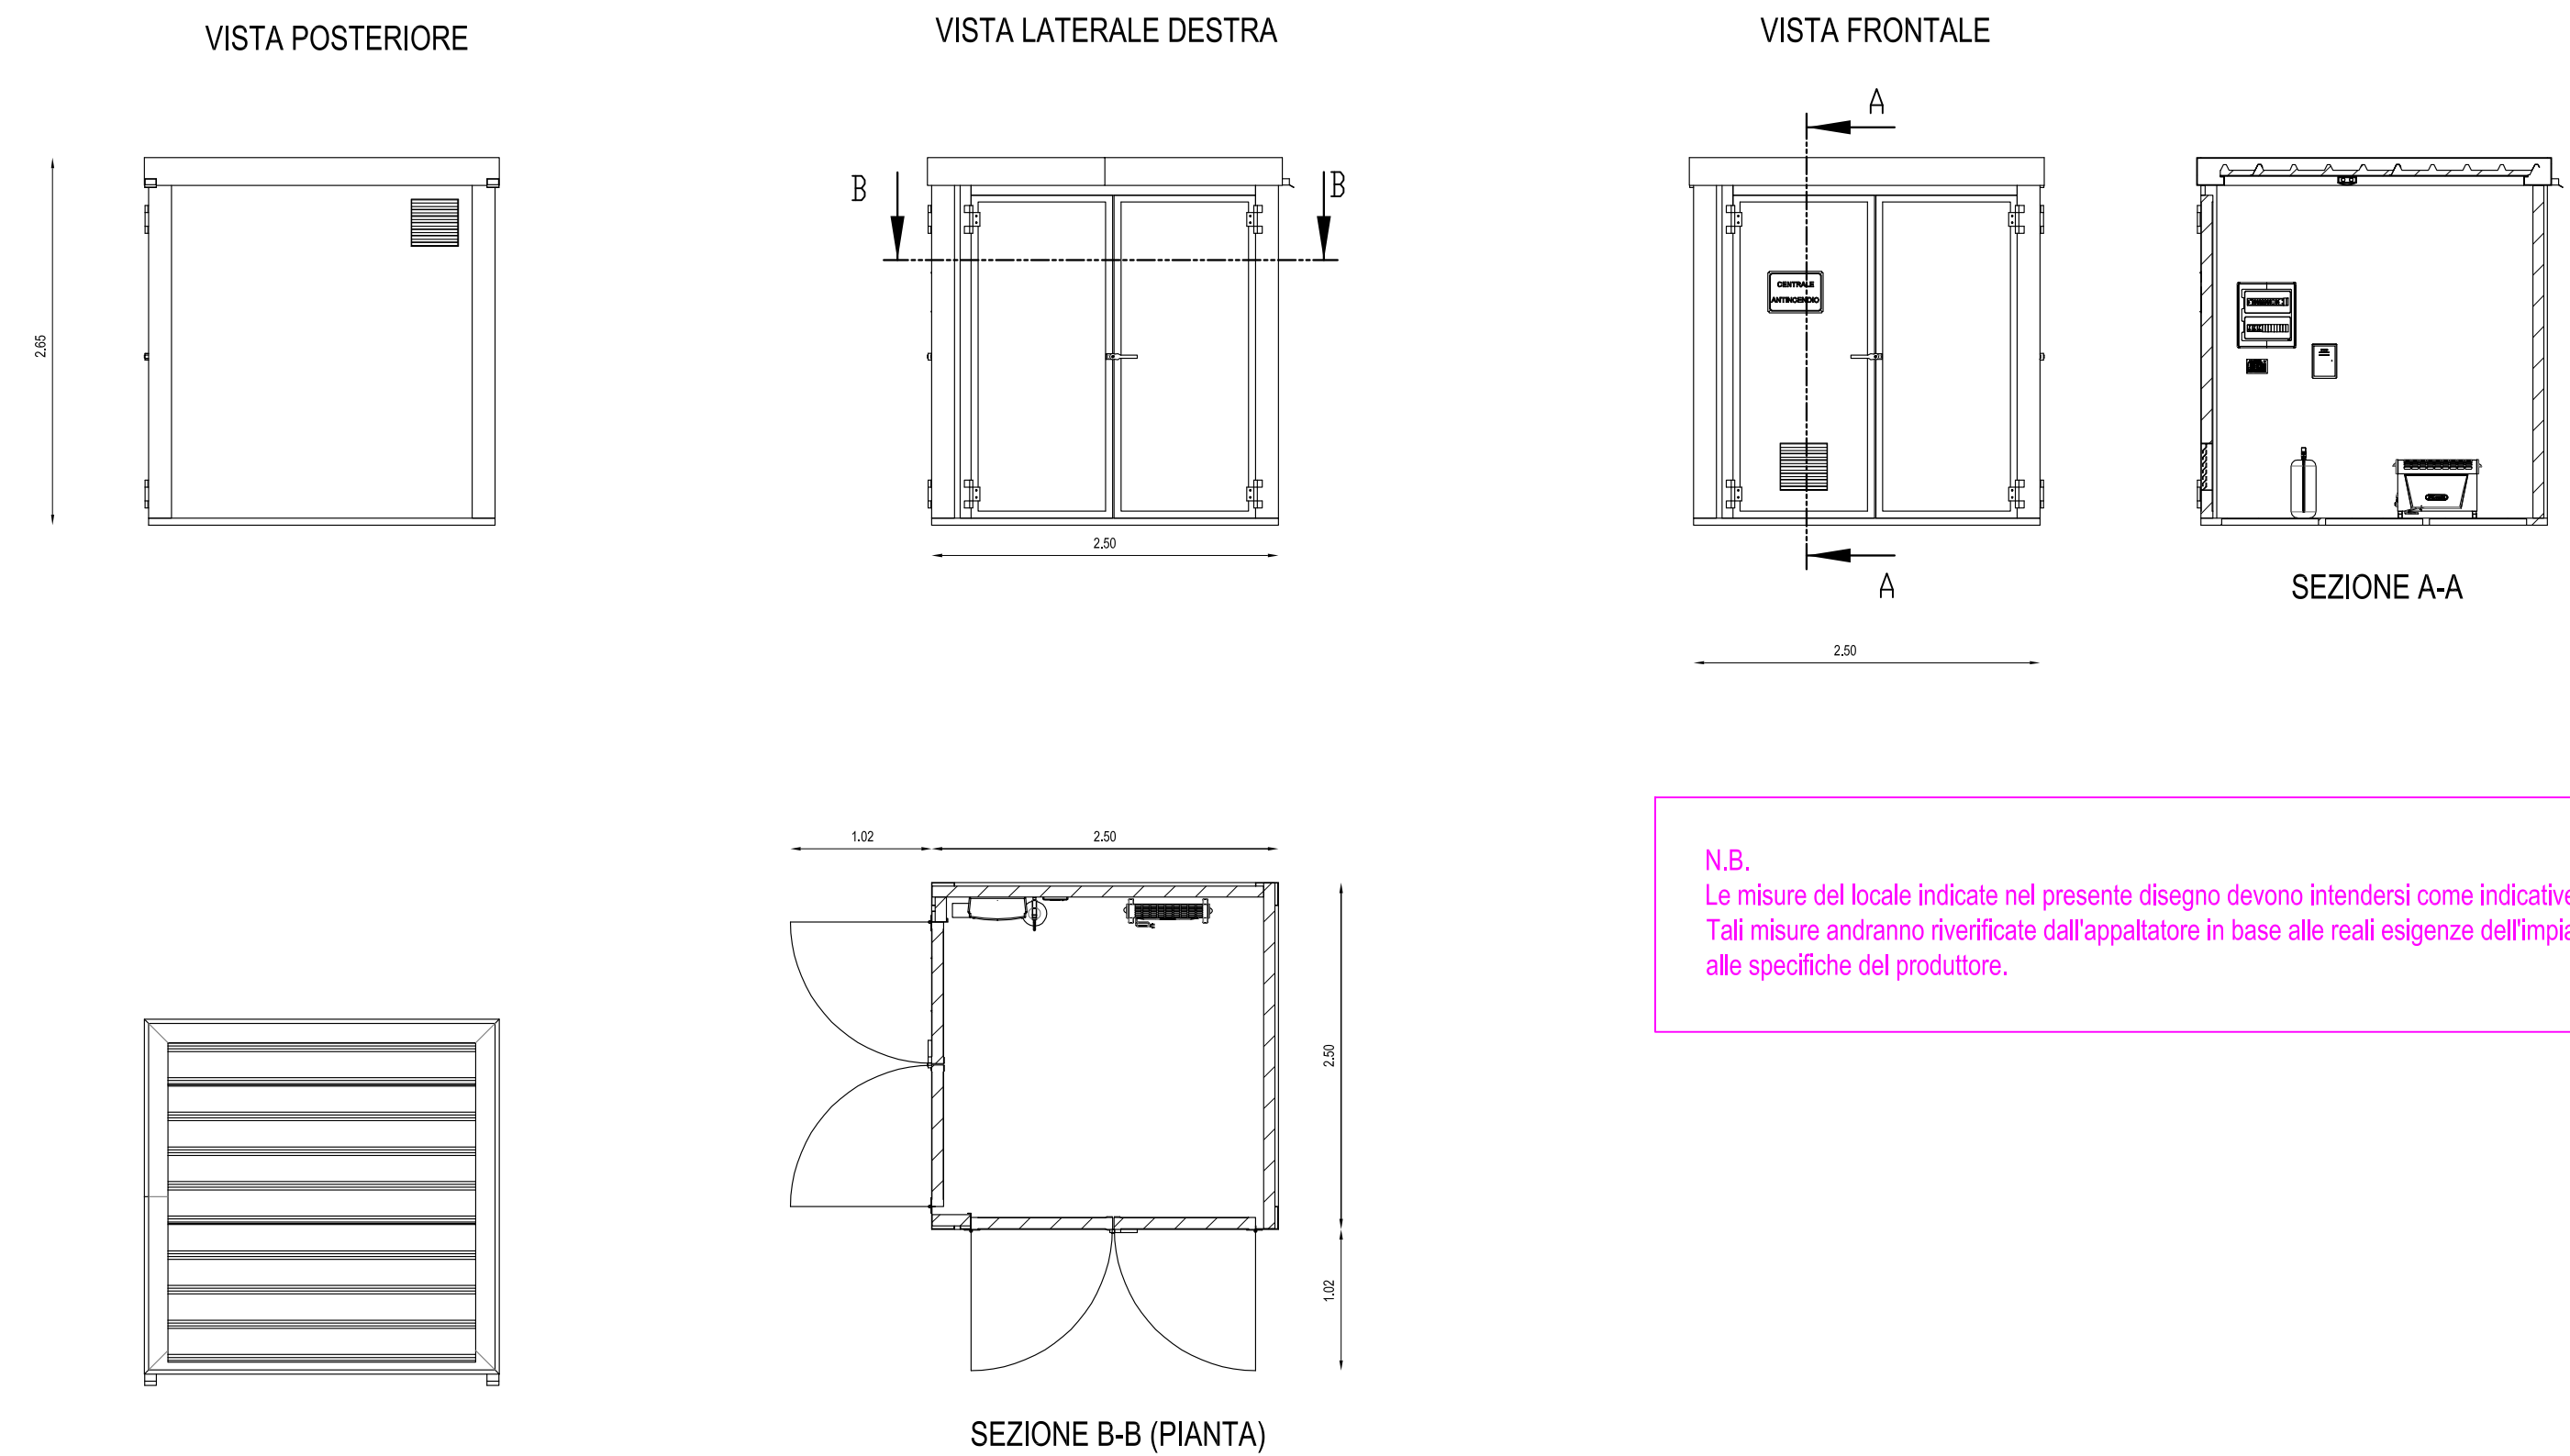 VISTA POSTERIORE
VISTA LATERALE DESTRA
VISTA FRONTALE
A
B
B
CENTRALE
ANTINCENDIO
2.65
2.50
A
SEZIONE A-A
2.50
1.02
2.50
N.B.
Le misure del locale indicate nel presente disegno devono intendersi come indicative
Tali misure andranno riverificate dall'appaltatore in base alle reali esigenze dell'impia
alle specifiche del produttore.
2.50
1.02
SEZIONE B-B (PIANTA)